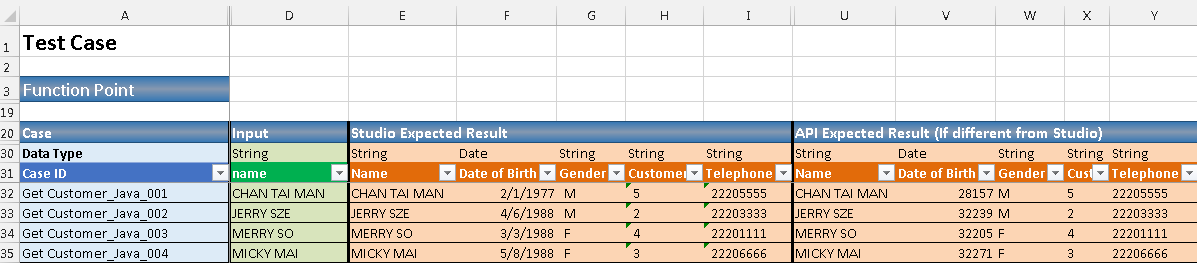 A D E F G H I U V W X Y
1 Test Case
2
3 Function Point
19
20 Case Input Studio Expected Result API Expected Result (If different from Studio)
30 Data Type String String Date String String String String Date String String String
31 Case ID name Name Date of Birth Gender Customer Telephone Name Date of Birth Gender Cust Telephone
32 Get Customer_Java_001 CHAN TAI MAN CHAN TAI MAN 2/1/1977 M 5 22205555 CHAN TAI MAN 28157 M 5 22205555
33 Get Customer_Java_002 JERRY SZE JERRY SZE 4/6/1988 M 2 22203333 JERRY SZE 32239 M 2 22203333
34 Get Customer_Java_003 MERRY SO MERRY SO 3/3/1988 F 4 22201111 MERRY SO 32205 F 4 22201111
35 Get Customer_Java_004 MICKY MAI MICKY MAI 5/8/1988 F 3 22206666 MICKY MAI 32271 F 3 22206666